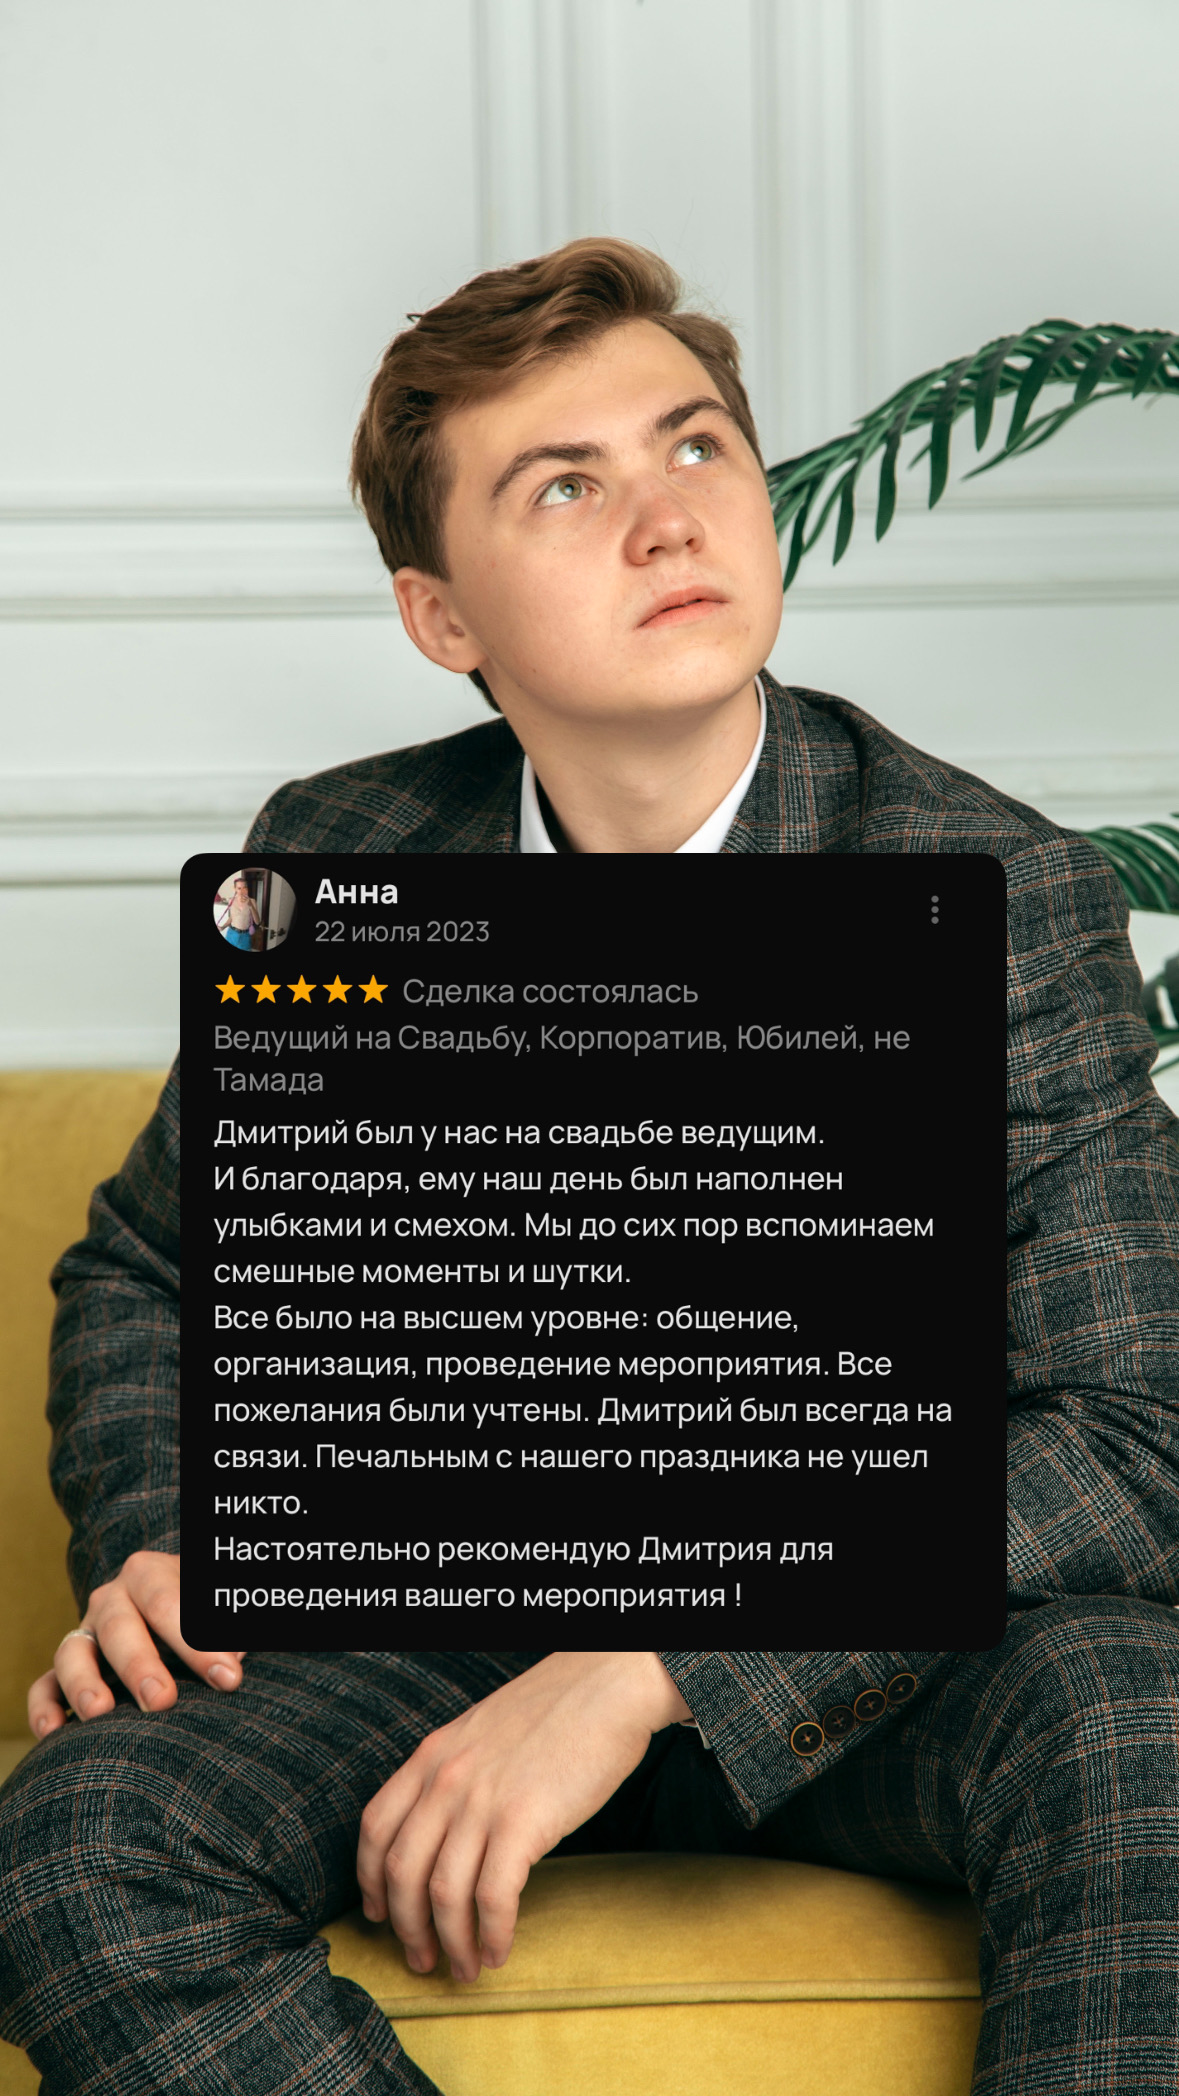 Анна
22 июля 2023
Сделка состоялась
Ведущий на Свадьбу, Корпоратив, Юбилей, не
Тамада
Дмитрий был у нас на свадьбе ведущим.
И благодаря, ему наш день был наполнен
улыбками и смехом. Мы до сих пор вспоминаем
смешные моменты и шутки.
Все было на высшем уровне: общение,
организация, проведение мероприятия. Все
пожелания были учтены. Дмитрий был всегда на
связи. Печальным с нашего праздника не ушел
никто.
Настоятельно рекомендую Дмитрия для
проведения вашего мероприятия !